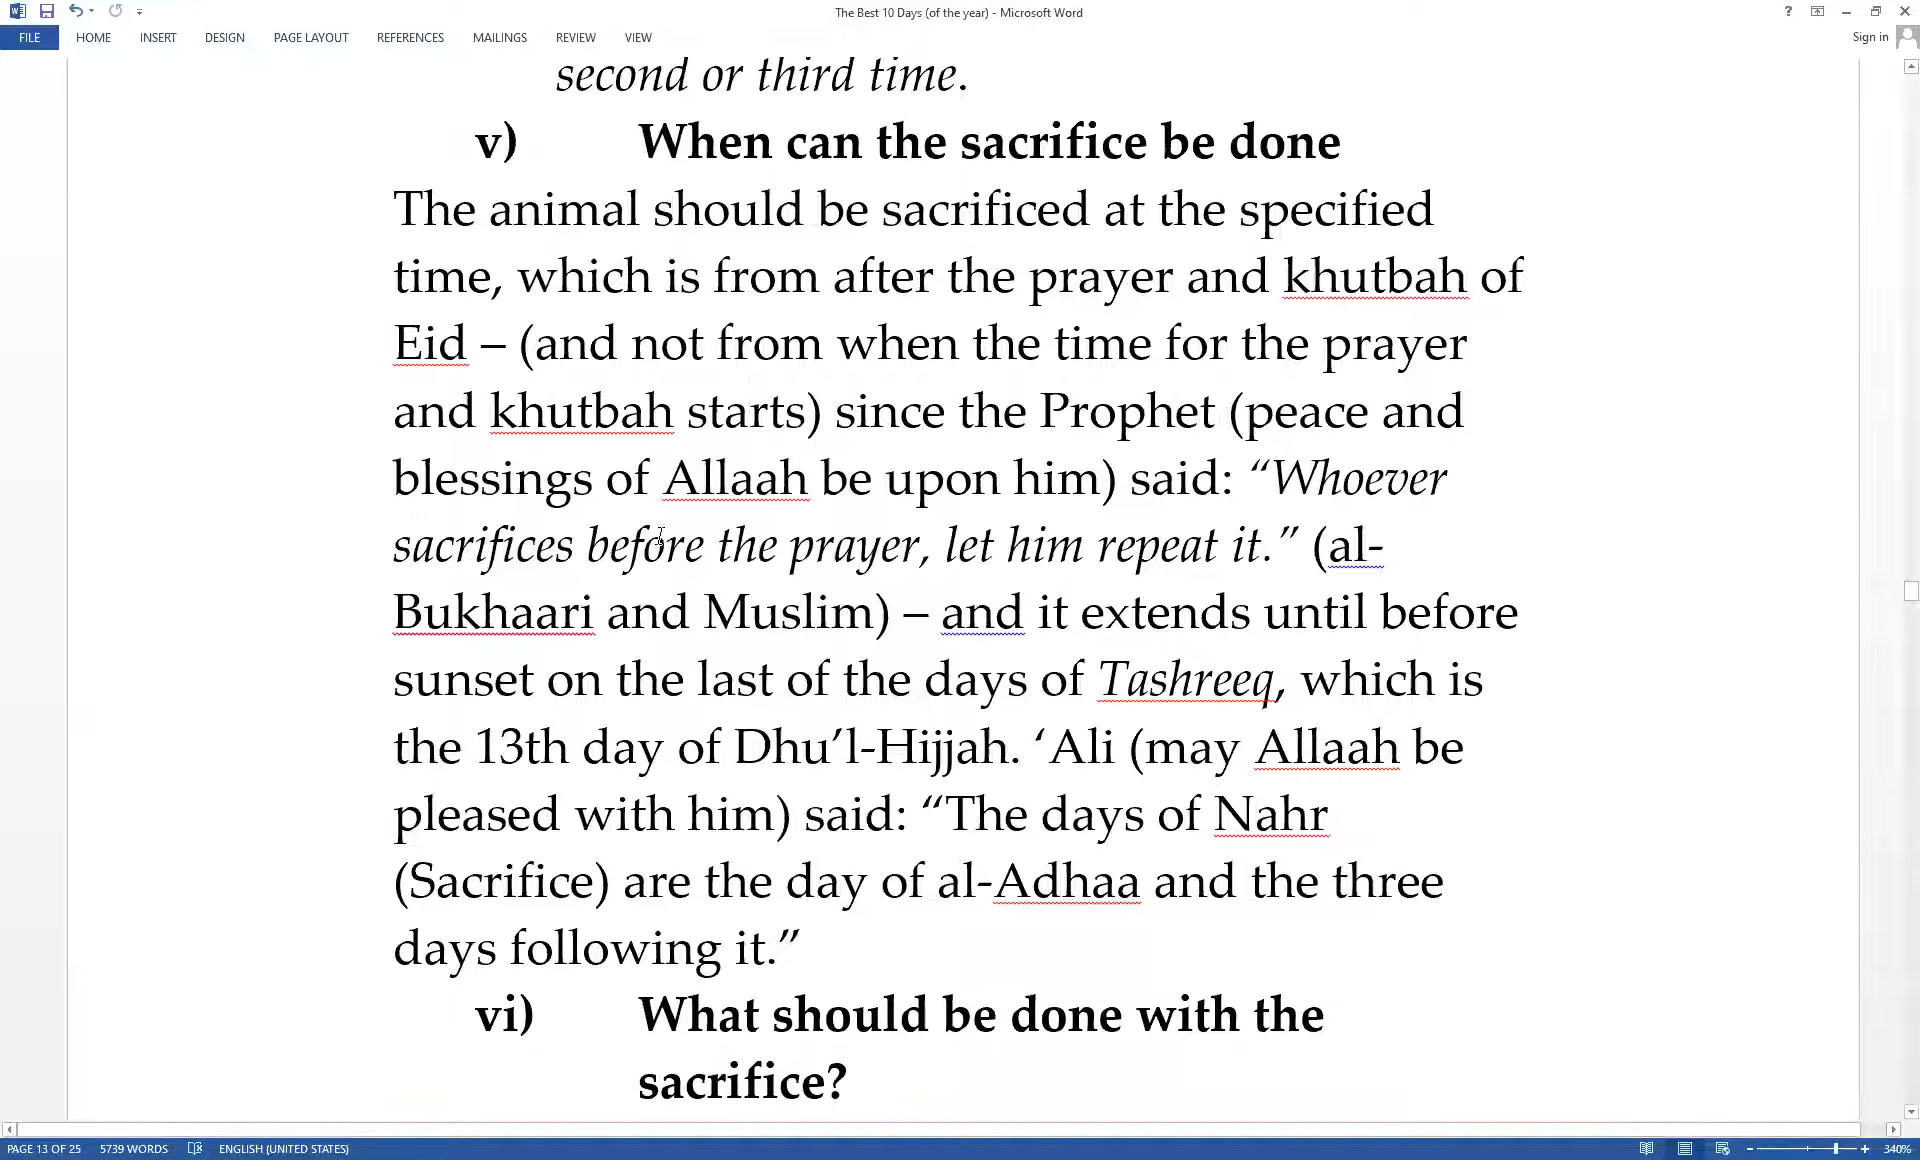 The Best 10 Days (of the year) - Microsoft Word
FILE HOME INSERT DESIGN PAGE LAYOUT REFERENCES MAILINGS REVIEW VIEW Sign in
second or third time.
v) When can the sacrifice be done
The animal should be sacrificed at the specified
time, which is from after the prayer and khutbah of
Eid – (and not from when the time for the prayer
and khutbah starts) since the Prophet (peace and
blessings of Allaah be upon him) said: “Whoever
sacrifices before the prayer, let him repeat it.” (al-
Bukhaari and Muslim) – and it extends until before
sunset on the last of the days of Tashreeq, which is
the 13th day of Dhu’l-Hijjah. ‘Ali (may Allaah be
pleased with him) said: “The days of Nahr
(Sacrifice) are the day of al-Adhaa and the three
days following it.”
vi) What should be done with the
sacrifice?
PAGE 13 OF 25 5739 WORDS ENGLISH (UNITED STATES) 340%